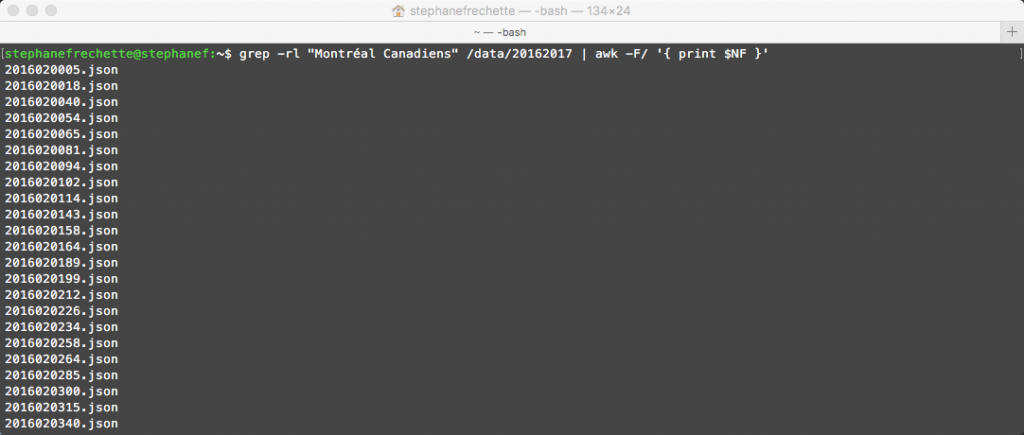 stephanefrechette — -bash — 134×24
~ — -bash
[stephanefrechette@stephanef:~$ grep -rl "Montréal Canadiens" /data/20162017 | awk -F/ '{ print $NF }' ]
2016020005.json
2016020018.json
2016020040.json
2016020054.json
2016020065.json
2016020081.json
2016020094.json
2016020102.json
2016020114.json
2016020143.json
2016020158.json
2016020164.json
2016020189.json
2016020199.json
2016020212.json
2016020226.json
2016020234.json
2016020258.json
2016020264.json
2016020285.json
2016020300.json
2016020315.json
2016020340.json